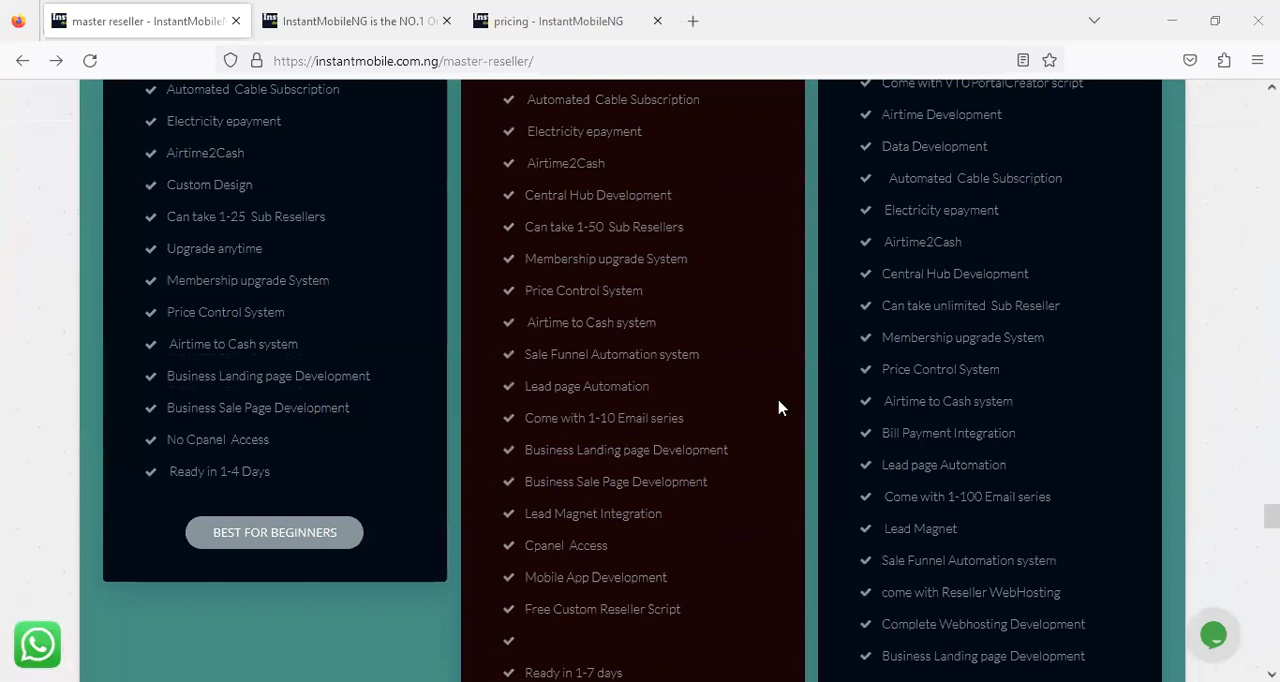 master reseller - InstantMobile
InstantMobileNG is the NO.1 O
pricing - InstantMobileNG
https://instantmobile.com.ng/master-reseller/
Automated Cable Subscription
Electricity epayment
Airtime2Cash
Custom Design
Can take 1-25 Sub Resellers
Upgrade anytime
Membership upgrade System
Price Control System
Airtime to Cash system
Business Landing page Development
Business Sale Page Development
No Cpanel Access
Ready in 1-4 Days
BEST FOR BEGINNERS
Automated Cable Subscription
Electricity epayment
Airtime2Cash
Central Hub Development
Can take 1-50 Sub Resellers
Membership upgrade System
Price Control System
Airtime to Cash system
Sale Funnel Automation system
Lead page Automation
Come with 1-10 Email series
Business Landing page Development
Business Sale Page Development
Lead Magnet Integration
Cpanel Access
Mobile App Development
Free Custom Reseller Script
Ready in 1-7 days
Come with VTUPortalCreator script
Airtime Development
Data Development
Automated Cable Subscription
Electricity epayment
Airtime2Cash
Central Hub Development
Can take unlimited Sub Reseller
Membership upgrade System
Price Control System
Airtime to Cash system
Bill Payment Integration
Lead page Automation
Come with 1-100 Email series
Lead Magnet
Sale Funnel Automation system
come with Reseller WebHosting
Complete Webhosting Development
Business Landing page Development